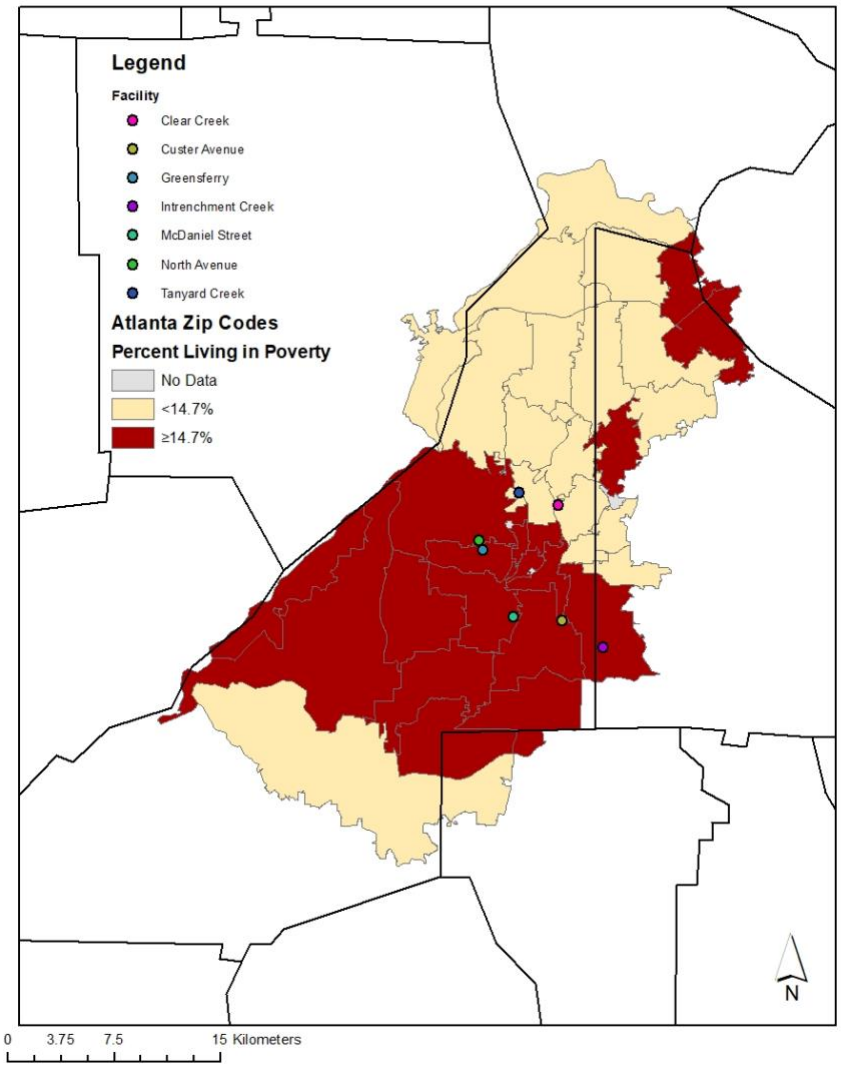 Legend
Facility
Clear Creek
Custer Avenue
Greensferry
Intrenchment Creek
McDaniel Street
North Avenue
Tanyard Creek
Atlanta Zip Codes
Percent Living in Poverty
No Data
<14.7%
≥14.7%
N
0 3.75 7.5 15 Kilometers